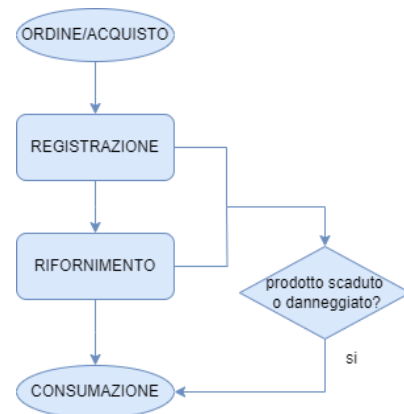 ORDINE/ACQUISTO
REGISTRAZIONE
RIFORNIMENTO
prodotto scaduto
o danneggiato?
si
CONSUMAZIONE